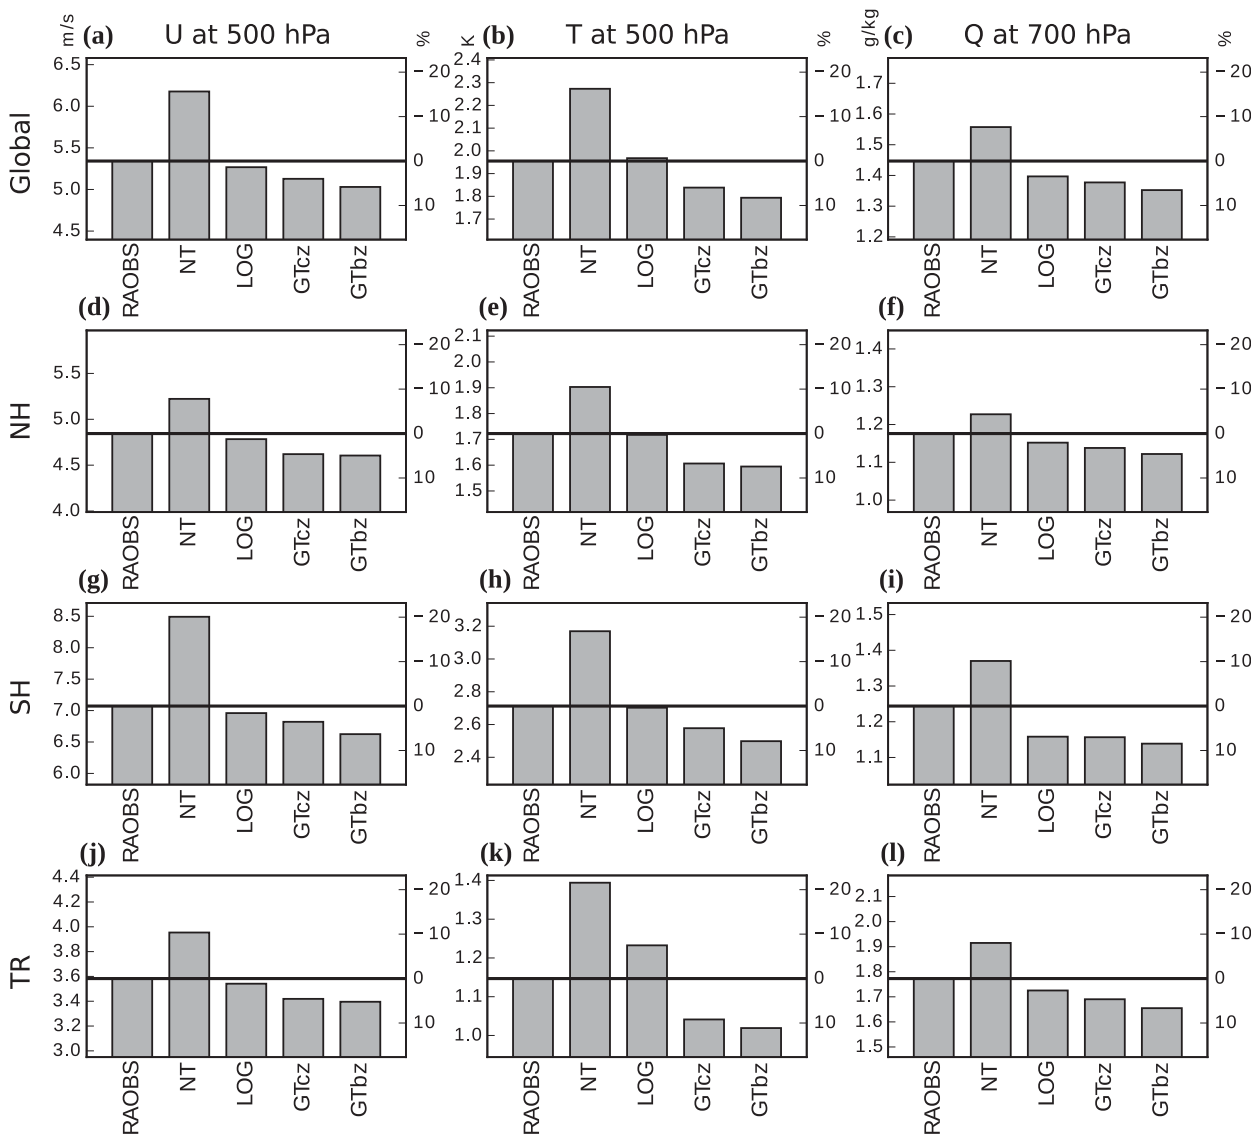 m/s (a) U at 500 hPa % K (b) T at 500 hPa % g/kg (c) Q at 700 hPa %
Global
6.5 6.0 5.5 5.0 4.5
−20 −10 0 10
2.4 2.3 2.2 2.1 2.0 1.9 1.8 1.7
−20 −10 0 10
1.7 1.6 1.5 1.4 1.3 1.2
−20 −10 0 10
RAOBS NT LOG GTcz GTbz
RAOBS NT LOG GTcz GTbz
RAOBS NT LOG GTcz GTbz
(d) (e) (f)
NH
5.5 5.0 4.5 4.0
−20 −10 0 10
2.1 2.0 1.9 1.8 1.7 1.6 1.5
−20 −10 0 10
1.4 1.3 1.2 1.1 1.0
−20 −10 0 10
RAOBS NT LOG GTcz GTbz
RAOBS NT LOG GTcz GTbz
RAOBS NT LOG GTcz GTbz
(g) (h) (i)
SH
8.5 8.0 7.5 7.0 6.5 6.0
−20 −10 0 10
3.2 3.0 2.8 2.6 2.4
−20 −10 0 10
1.5 1.4 1.3 1.2 1.1
−20 −10 0 10
RAOBS NT LOG GTcz GTbz
RAOBS NT LOG GTcz GTbz
RAOBS NT LOG GTcz GTbz
(j) (k) (l)
TR
4.4 4.2 4.0 3.8 3.6 3.4 3.2 3.0
−20 −10 0 10
1.4 1.3 1.2 1.1 1.0
−20 −10 0 10
2.1 2.0 1.9 1.8 1.7 1.6 1.5
−20 −10 0 10
RAOBS NT LOG GTcz GTbz
RAOBS NT LOG GTcz GTbz
RAOBS NT LOG GTcz GTbz